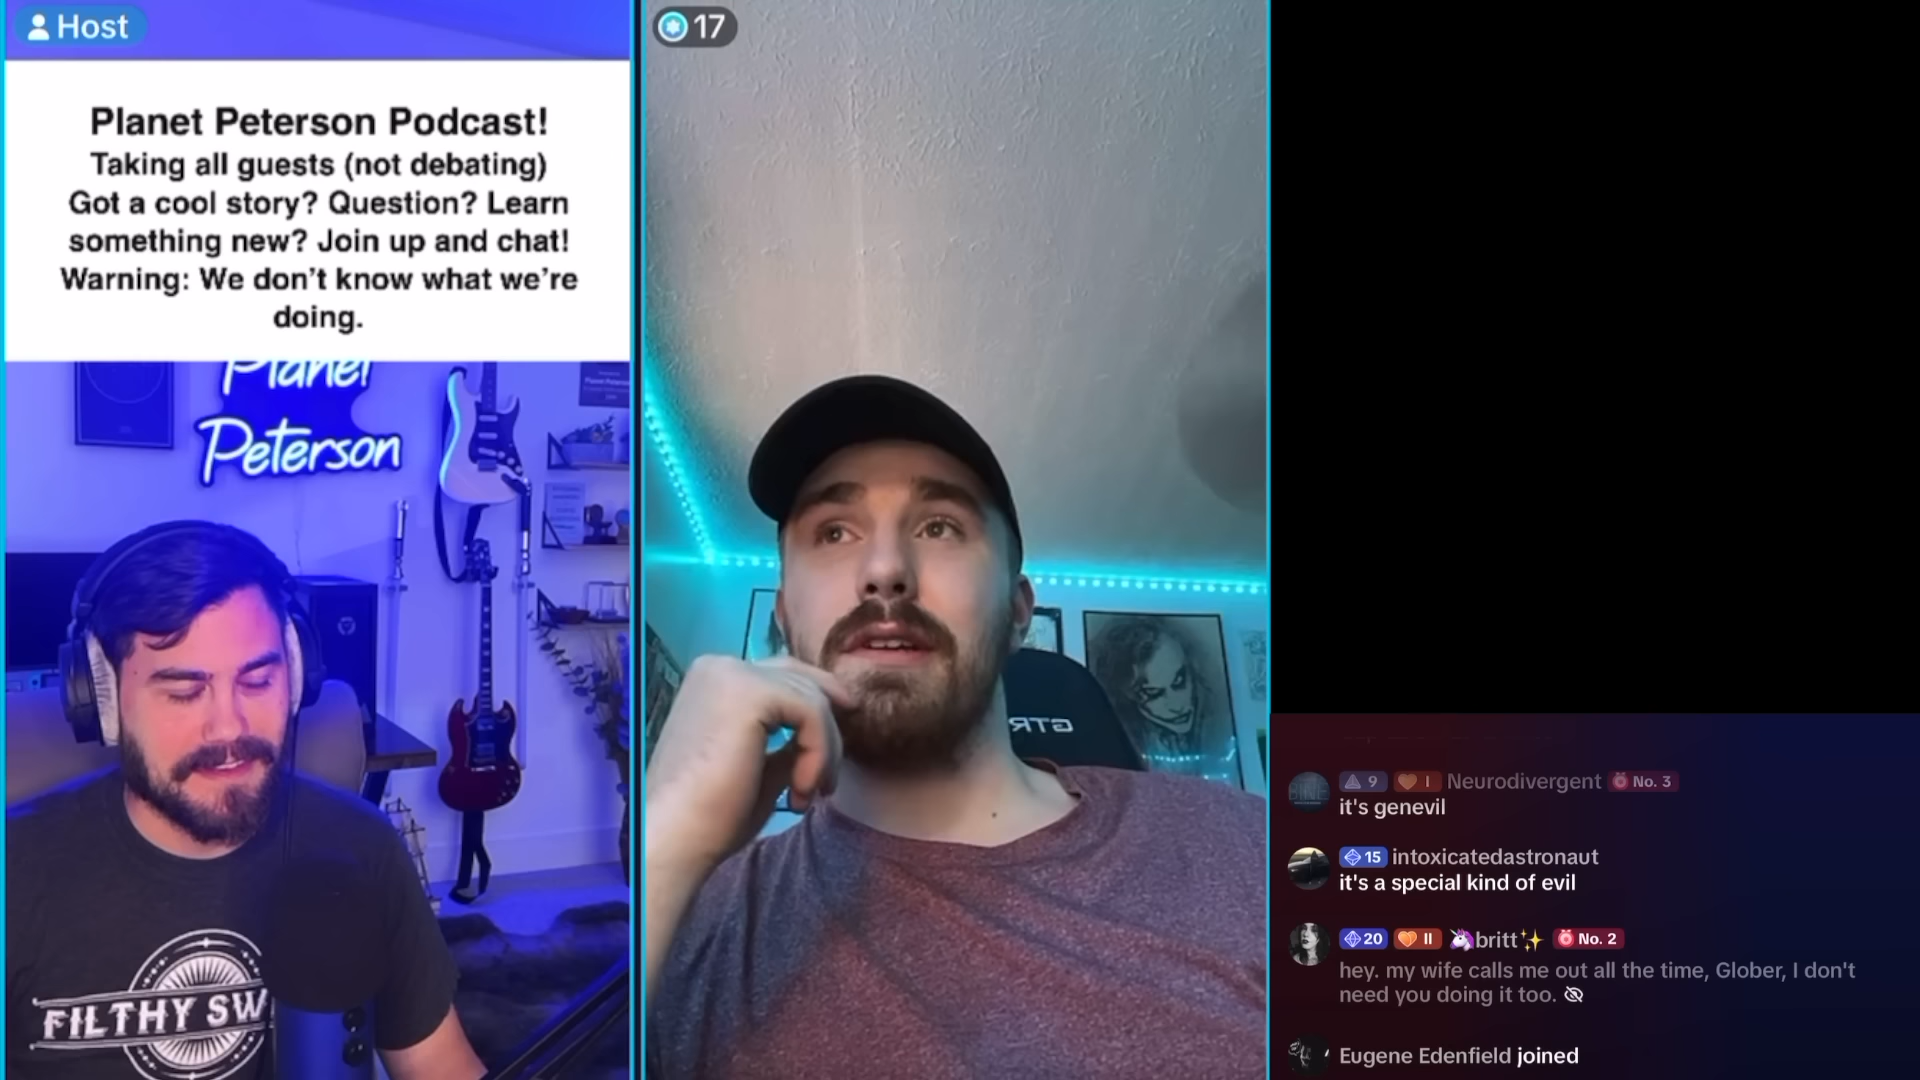 Host
17
Planet Peterson Podcast!
Taking all guests (not debating)
Got a cool story? Question? Learn
something new? Join up and chat!
Warning: We don't know what we're
doing.
Planet
Peterson
FILTHY SW
GTR
9 I Neurodivergent No. 3
it's genevil
15 intoxicatedastronaut
it's a special kind of evil
20 II 🦄britt✨ No. 2
hey. my wife calls me out all the time, Glober, I don't
need you doing it too.
Eugene Edenfield joined